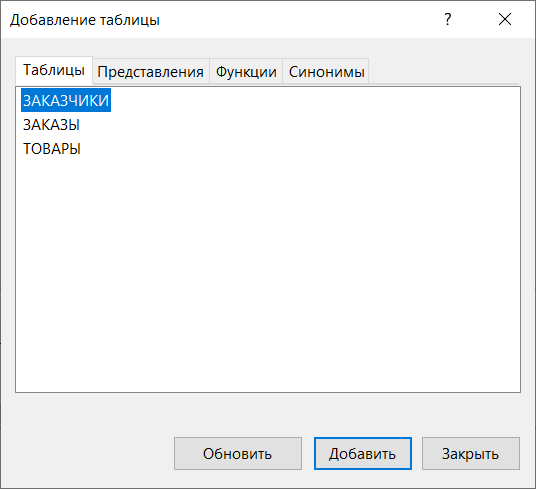 Добавление таблицы ?
Таблицы Представления Функции Синонимы
ЗАКАЗЧИКИ
ЗАКАЗЫ
ТОВАРЫ
Обновить Добавить Закрыть